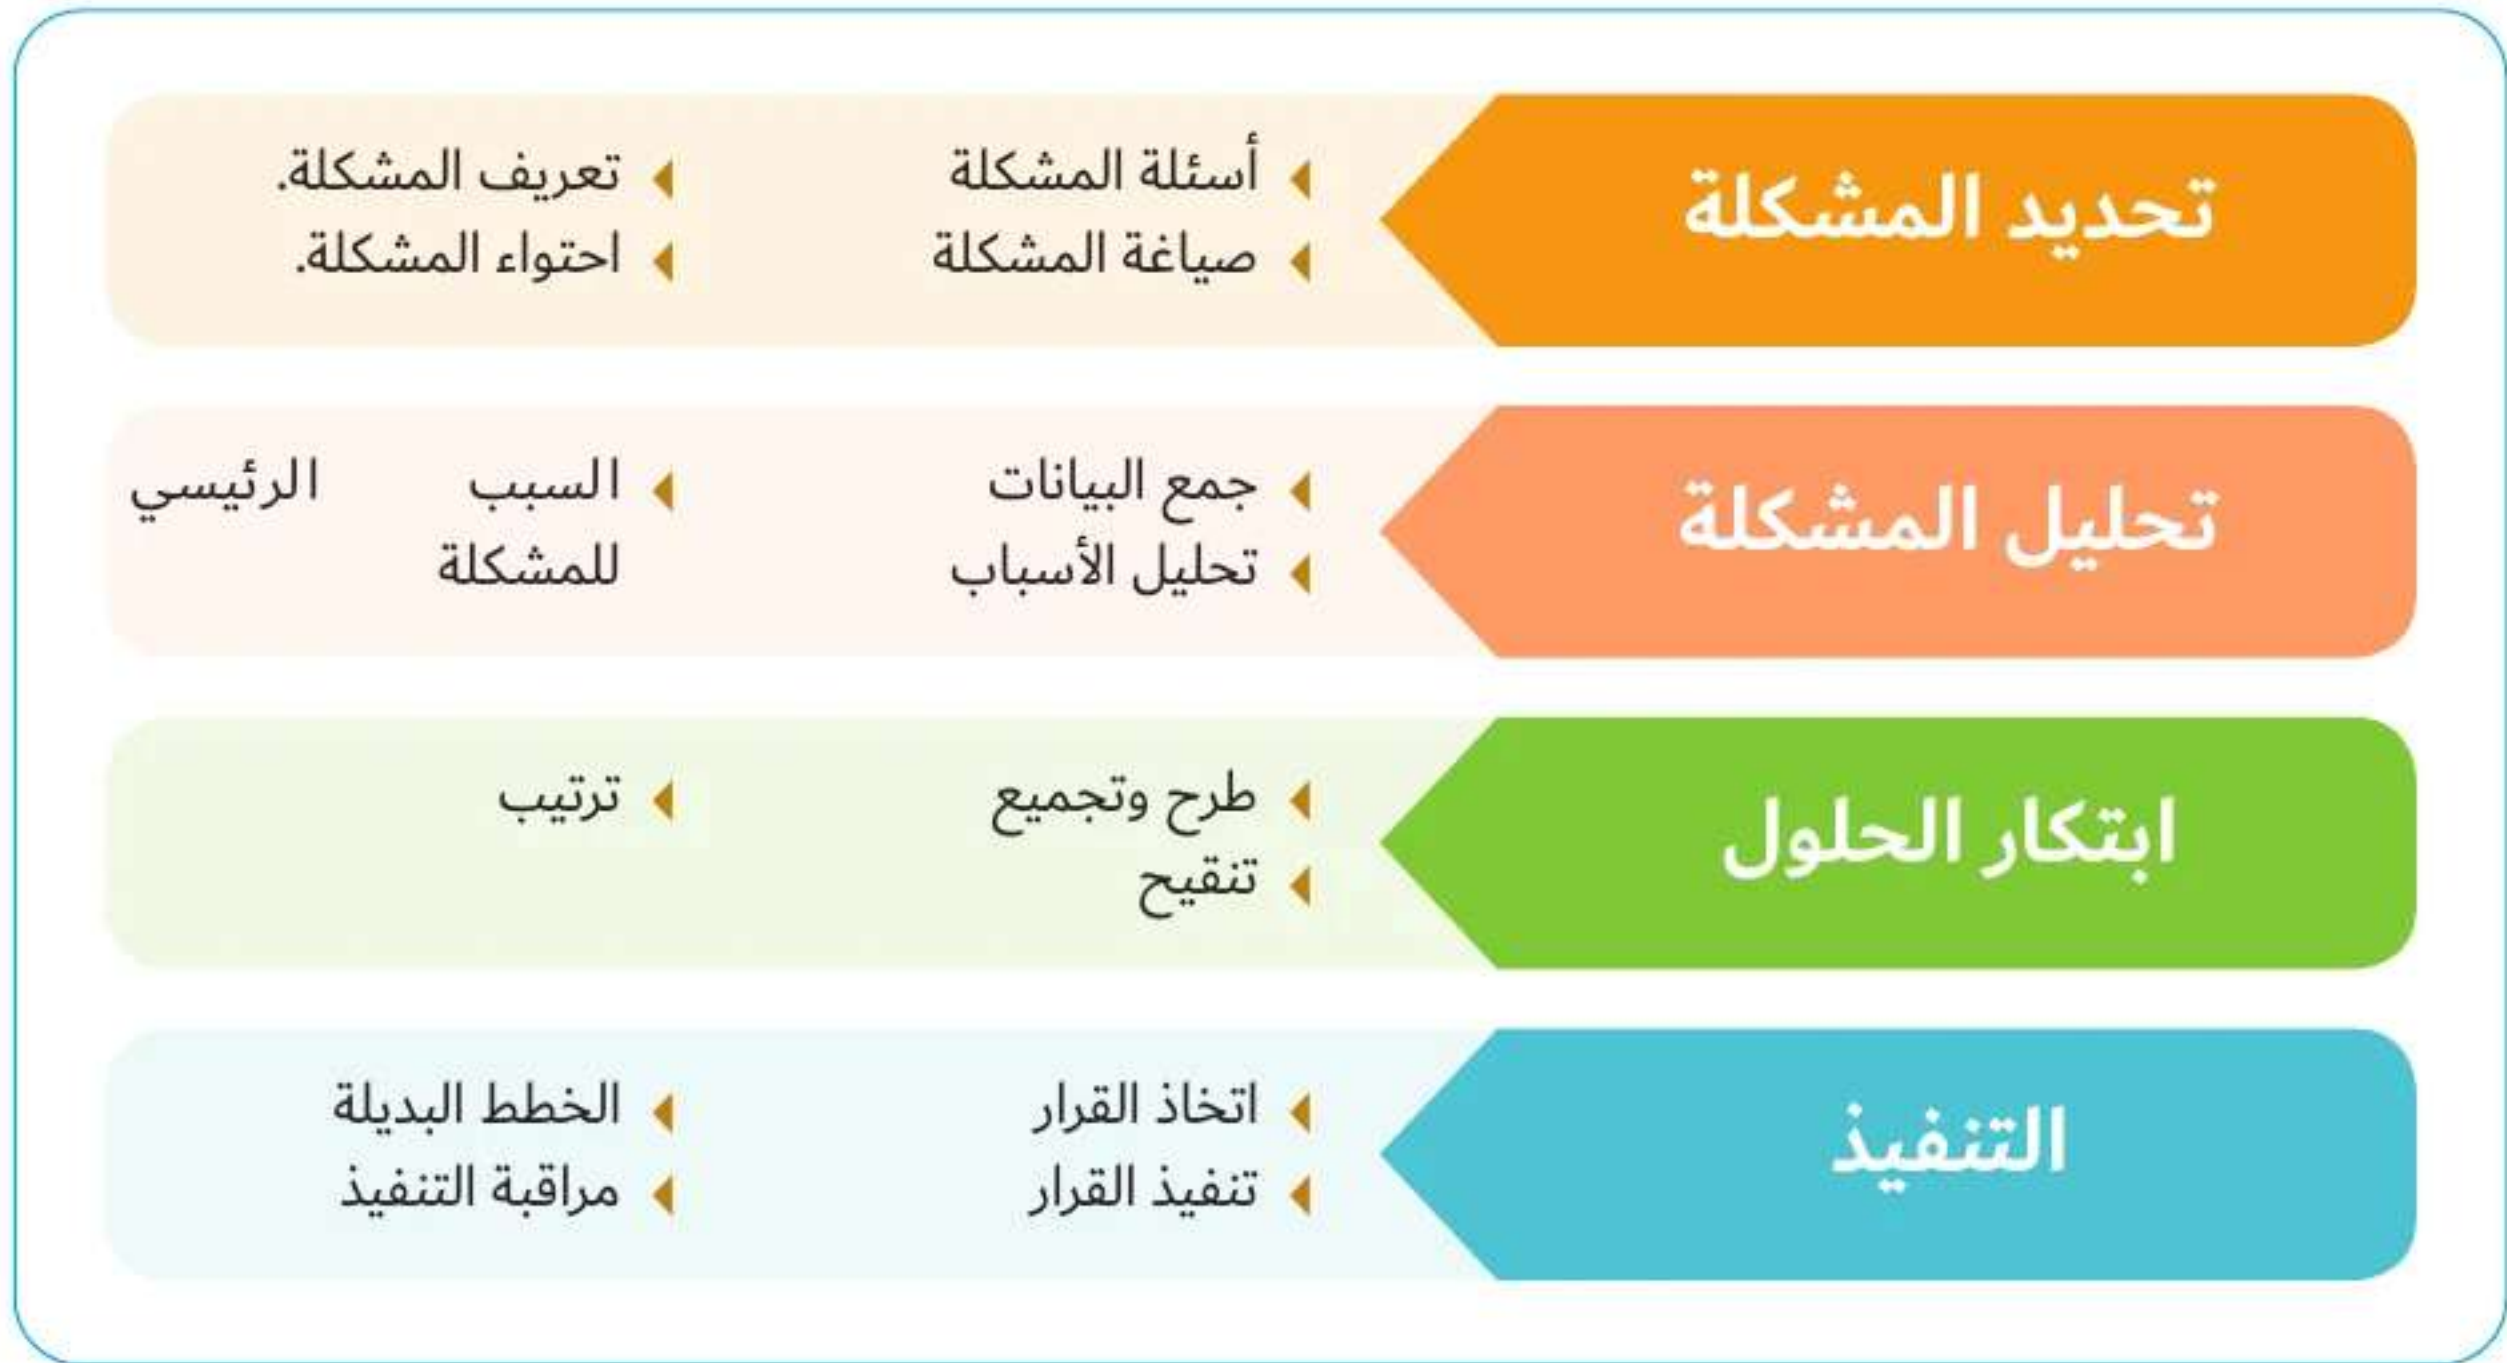 تحديد المشكلة
أسئلة المشكلة
صياغة المشكلة
تعريف المشكلة.
احتواء المشكلة.
تحليل المشكلة
جمع البيانات
تحليل الأسباب
السبب الرئيسي
للمشكلة
ابتكار الحلول
طرح وتجميع
تنقيح
ترتيب
التنفيذ
اتخاذ القرار
تنفيذ القرار
الخطط البديلة
مراقبة التنفيذ